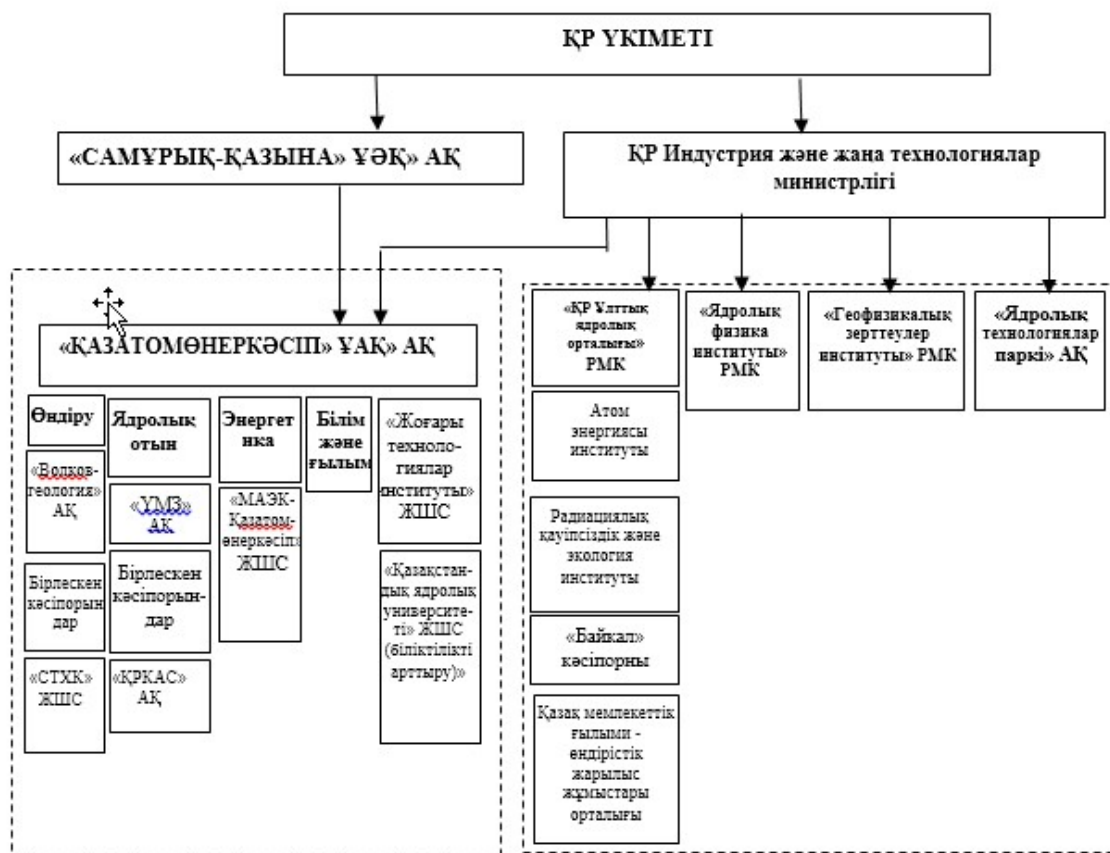 ҚР ҮКІМЕТІ
«САМҰРЫҚ-ҚАЗЫНА» ҰӘҚ» АҚ
ҚР Индустрия және жаңа технологиялар
министрлігі
«ҚАЗАТОМӨНЕРКӘСІП» ҰАҚ» АҚ
Өндіру
«Волков-
геология»
АҚ
Бірлескен
кәсіпорын
дар
«СТХК»
ЖШС
Ядролық
отын
«ҮМЗ»
АҚ
Бірлескен
кәсіпорын-
дар
«ҚРКАС»
АҚ
Энергет
ика
«МАЭК-
Қазатом-
өнеркәсіп»
ЖШС
Білім
және
ғылым
«Жоғары
техноло-
гиялар
институты»
ЖШС
«Қазақстан-
дық ядролық
университе-
ті» ЖШС
(біліктілікті
арттыру)»
«ҚР Ұлттық
ядролық
орталығы»
РМК
Атом
энергиясы
институты
Радиациялық
қауіпсіздік және
экология
институты
«Байкал»
кәсіпорны
Қазақ мемлекеттік
ғылыми -
өндірістік
жарылыс
жұмыстары
орталығы
«Ядролық
физика
институты»
РМК
«Геофизикалық
зерттеулер
институты» РМК
«Ядролық
технологиялар
паркі» АҚ